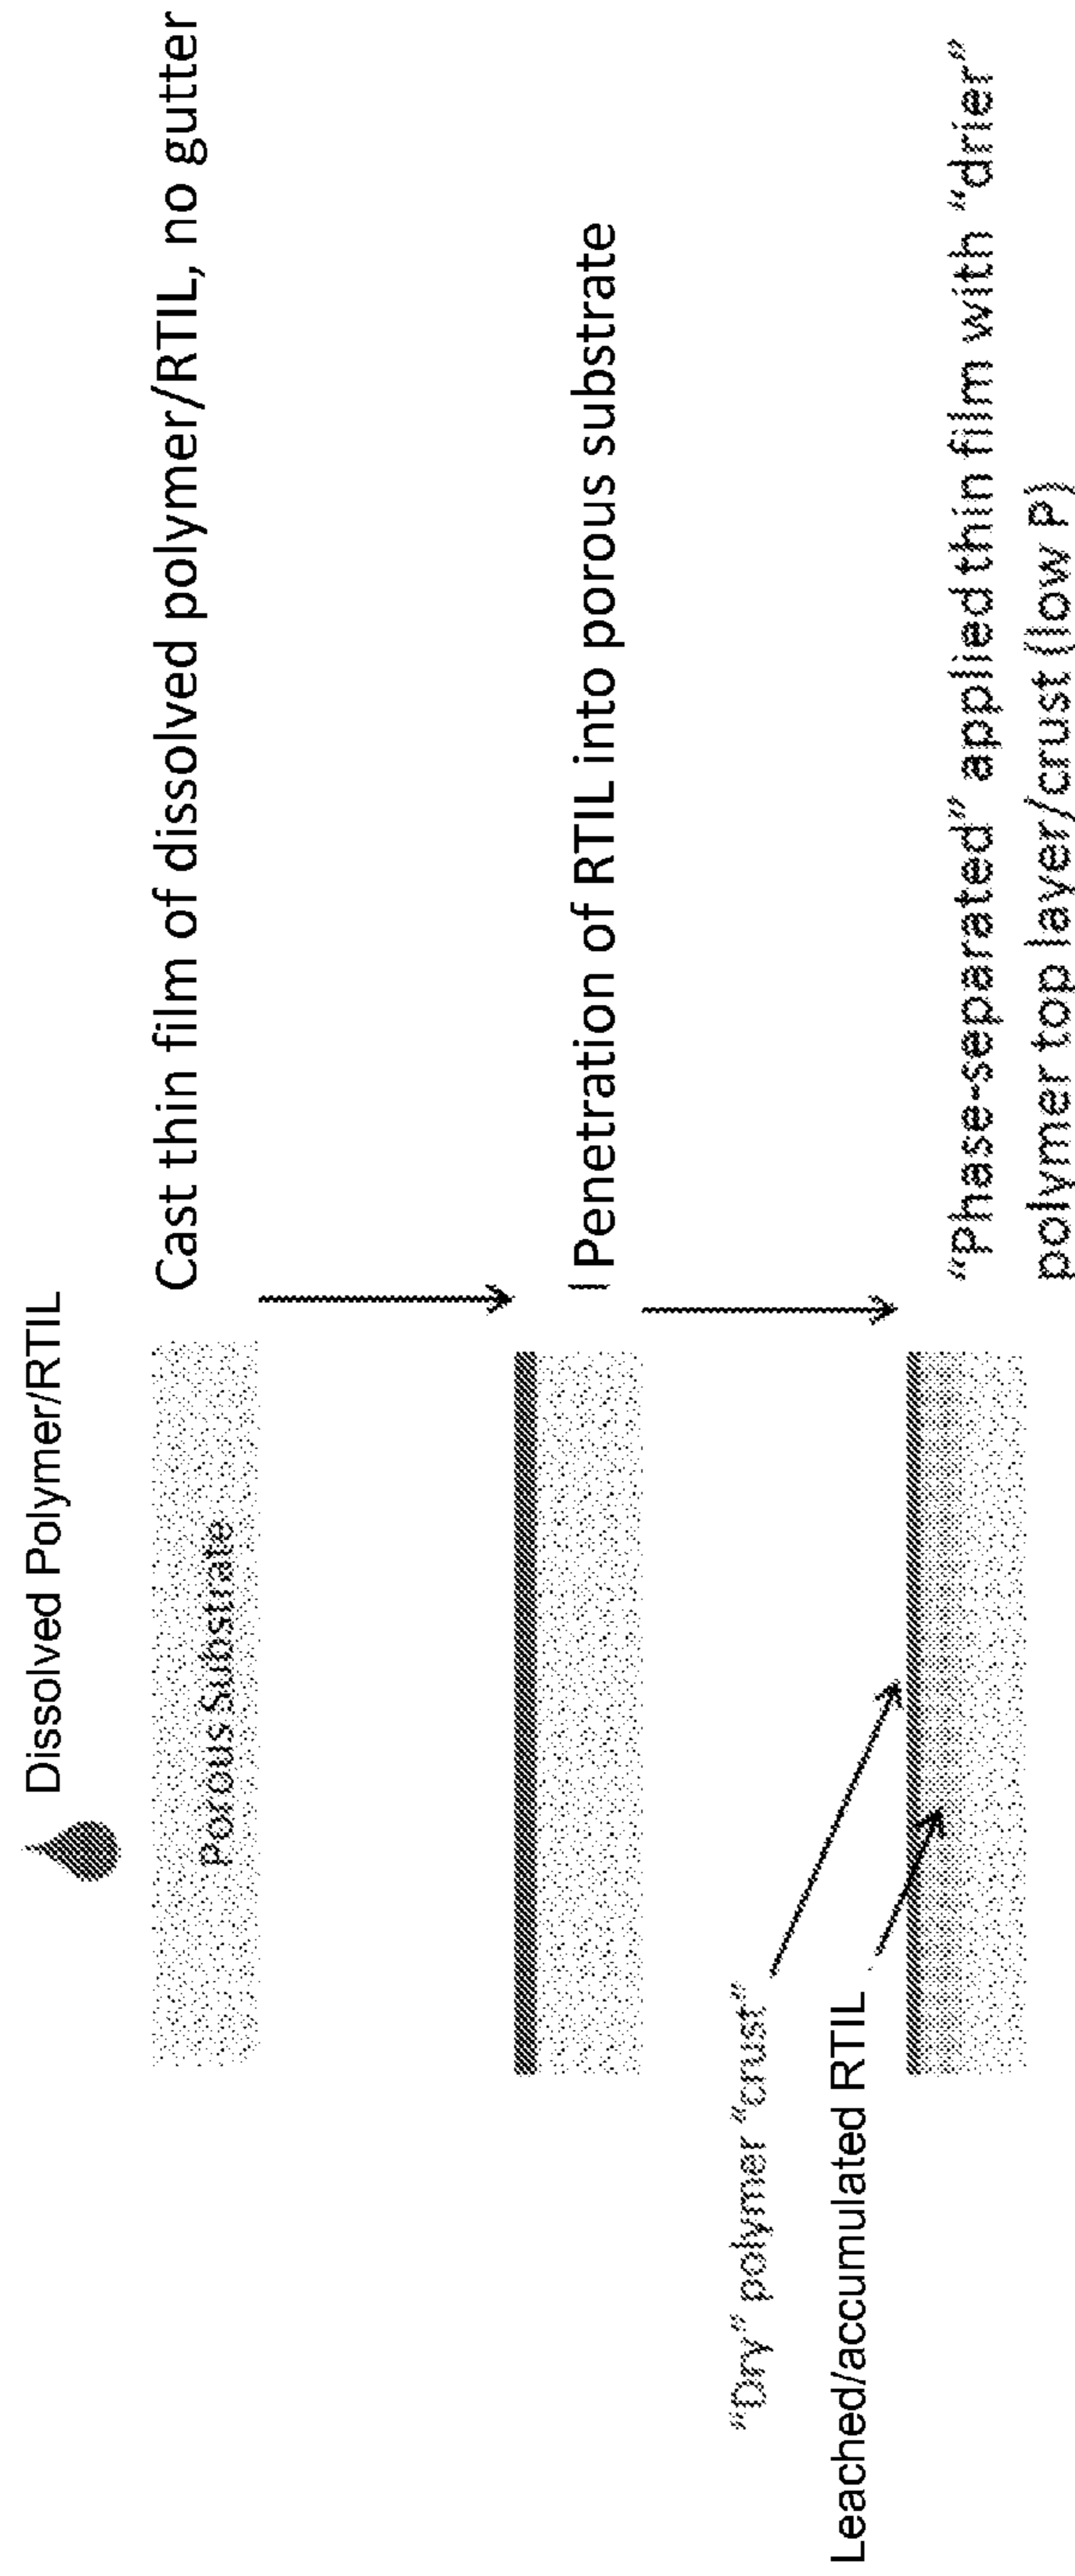 Dissolved Polymer/RTIL
Porous Substrate
Cast thin film of dissolved polymer/RTIL, no gutter
Penetration of RTIL into porous substrate
"Dry" polymer "crust"
Leached/accumulated RTIL
"Phase-separated" applied thin film with "drier"
polymer top layer/crust (low P)